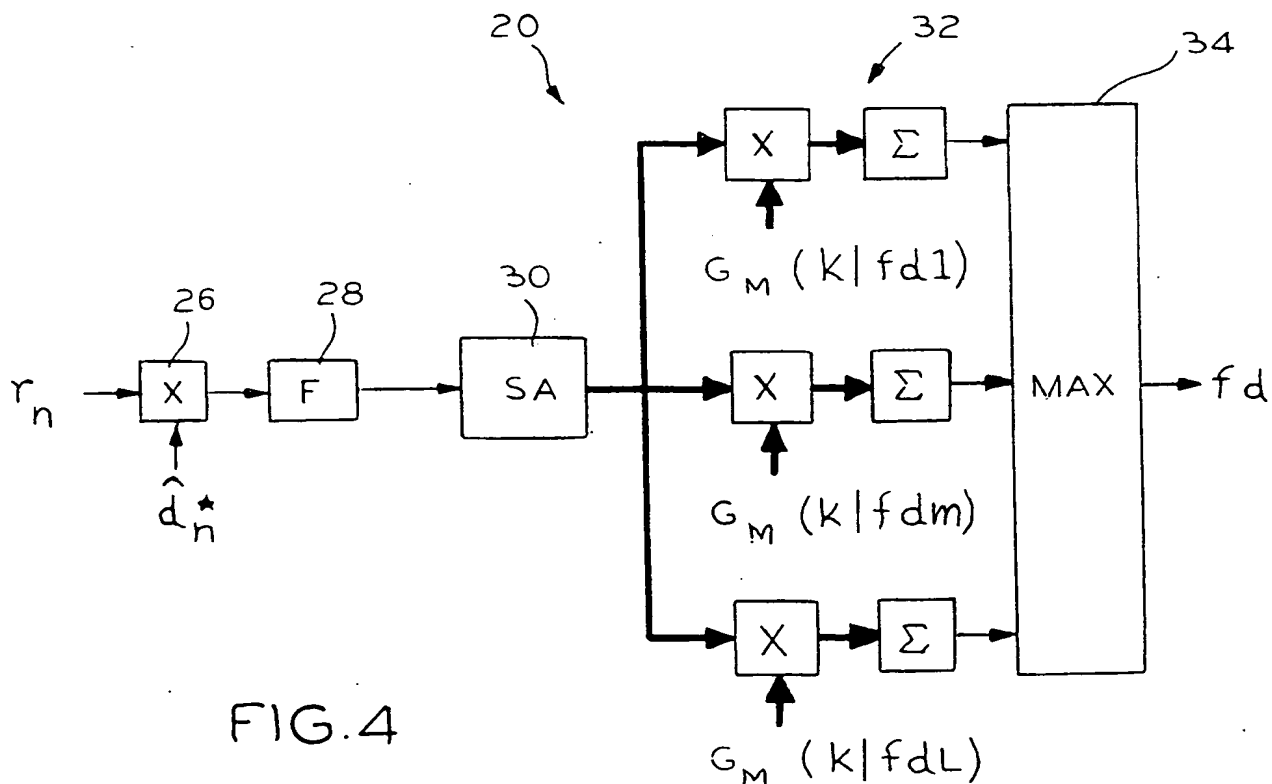 20
32
34
X
Σ
G_M (k|fd1)
26
28
30
r_n
X
F
SA
X
Σ
MAX
fd
d̂_n*
G_M (k|fdm)
X
Σ
FIG.4
G_M (k|fdL)